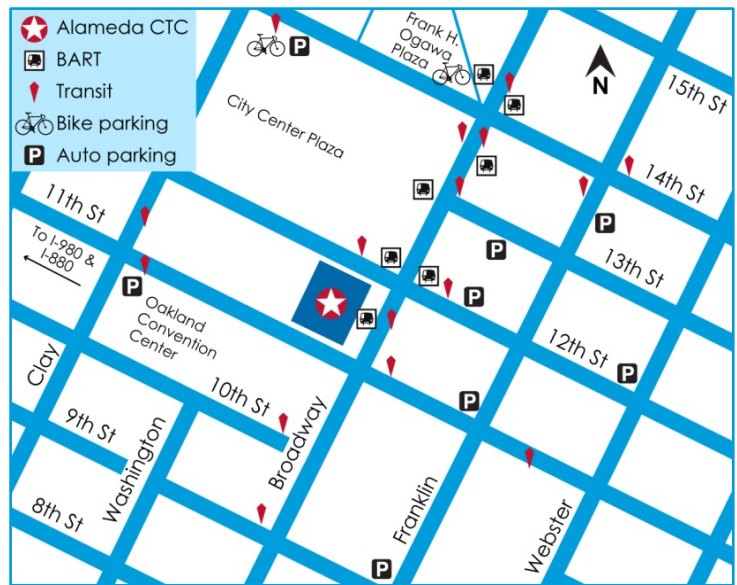 Alameda CTC
BART
Transit
Bike parking
P Auto parking
P
Frank H.
Ogawa
Plaza
N
15th St
City Center Plaza
14th St
11th St
P
13th St
To I-980 &
I-880
P
P
P
Oakland
Convention
Center
12th St
P
Clay
10th St
P
9th St
Washington
Broadway
Franklin
Webster
8th St
P